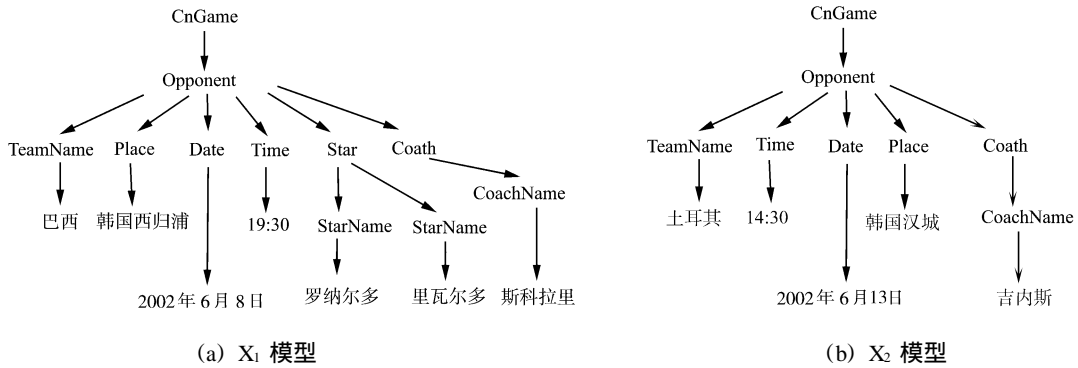 CnGame
Opponent
TeamName Place Date Time Star Coath
CoachName
巴西 韩国西归浦 19:30 StarName StarName
2002年6月8日 罗纳尔多 里瓦尔多 斯科拉里
(a) X1 模型
CnGame
Opponent
TeamName Time Date Place Coath
土耳其 14:30 韩国汉城 CoachName
2002年6月13日 吉内斯
(b) X2 模型